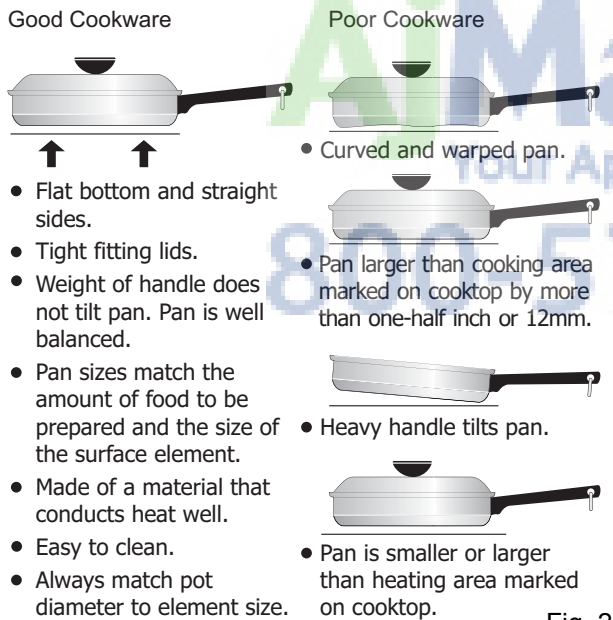 Good Cookware
• Flat bottom and straight
sides.
• Tight fitting lids.
• Weight of handle does
not tilt pan. Pan is well
balanced.
• Pan sizes match the
amount of food to be
prepared and the size of
the surface element.
• Made of a material that
conducts heat well.
• Easy to clean.
• Always match pot
diameter to element size.
Poor Cookware
• Curved and warped pan.
• Pan larger than cooking area
marked on cooktop by more
than one-half inch or 12mm.
• Heavy handle tilts pan.
• Pan is smaller or larger
than heating area marked
on cooktop.
Your Ap
800-5